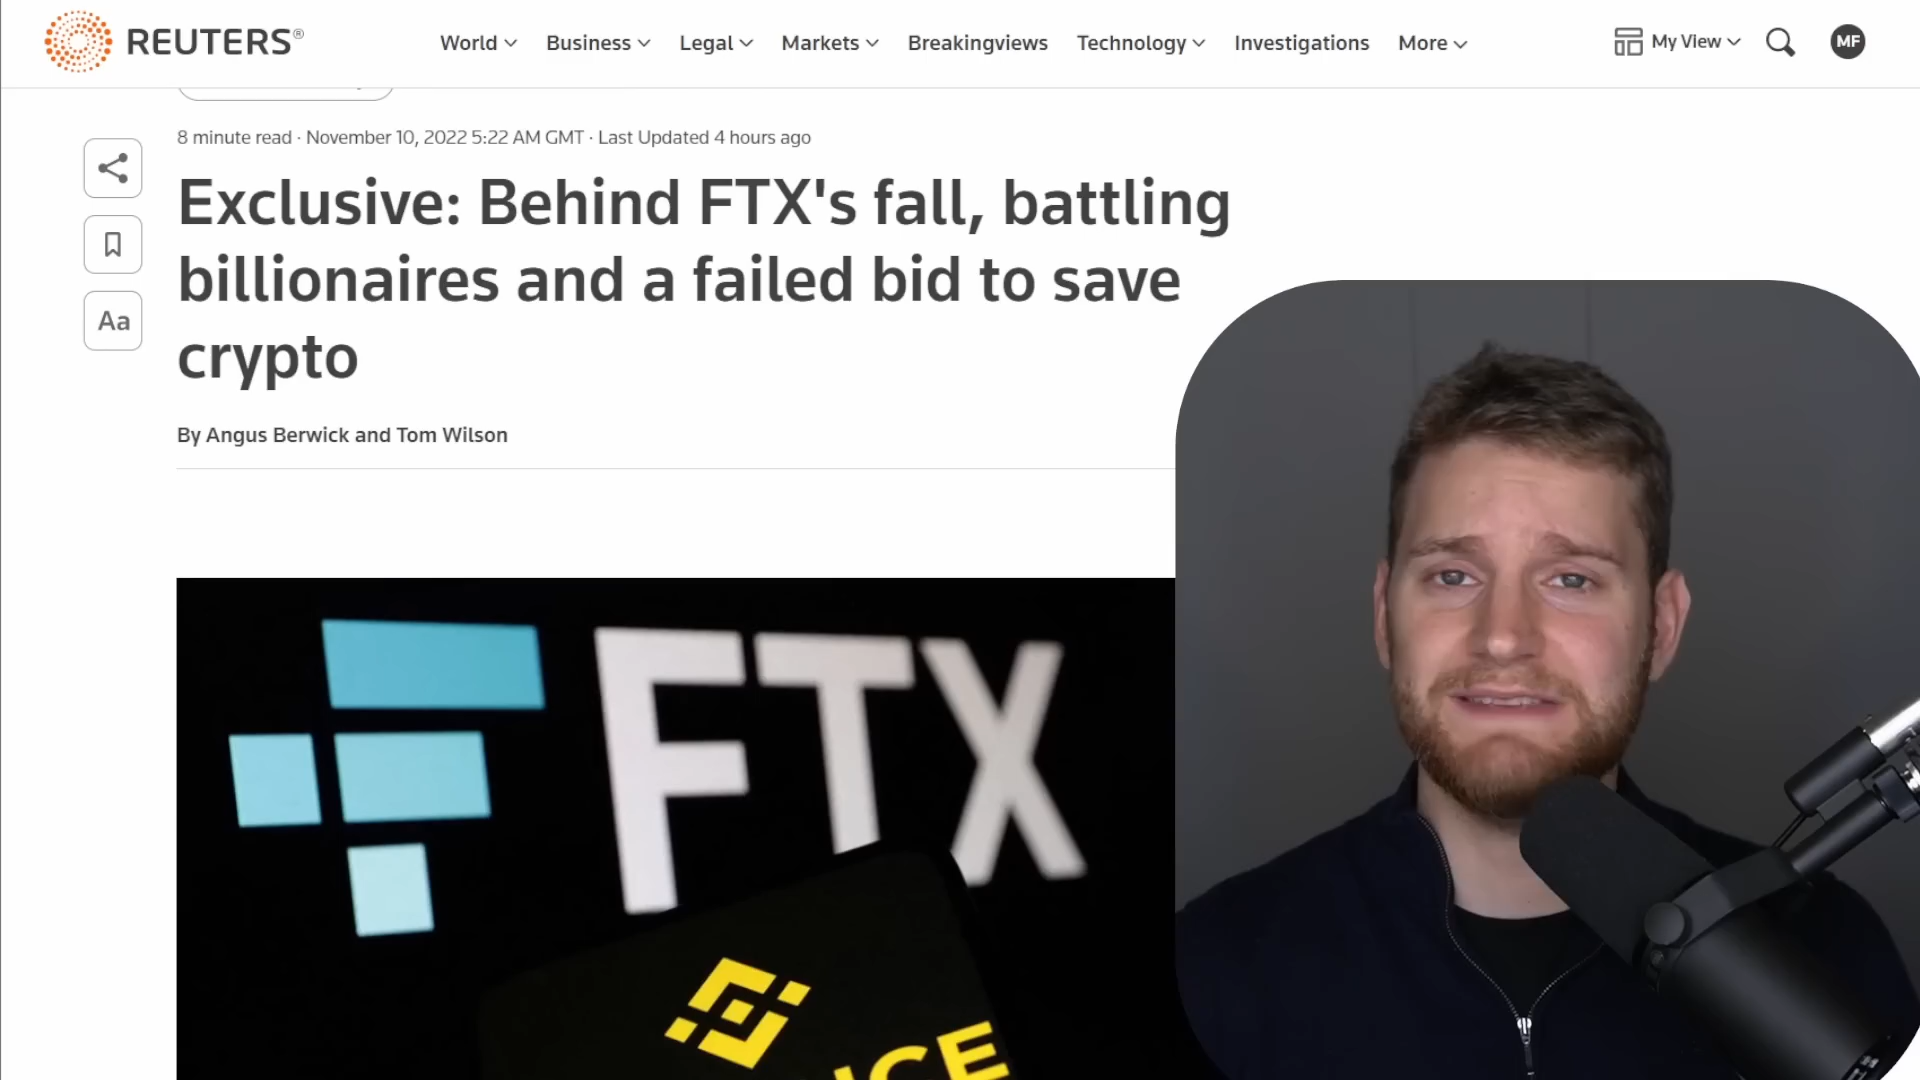 REUTERS®
World
Business
Legal
Markets
Breakingviews
Technology
Investigations
More
My View
MF
8 minute read · November 10, 2022 5:22 AM GMT · Last Updated 4 hours ago
Aa
Exclusive: Behind FTX's fall, battling
billionaires and a failed bid to save
crypto
By Angus Berwick and Tom Wilson
FTX